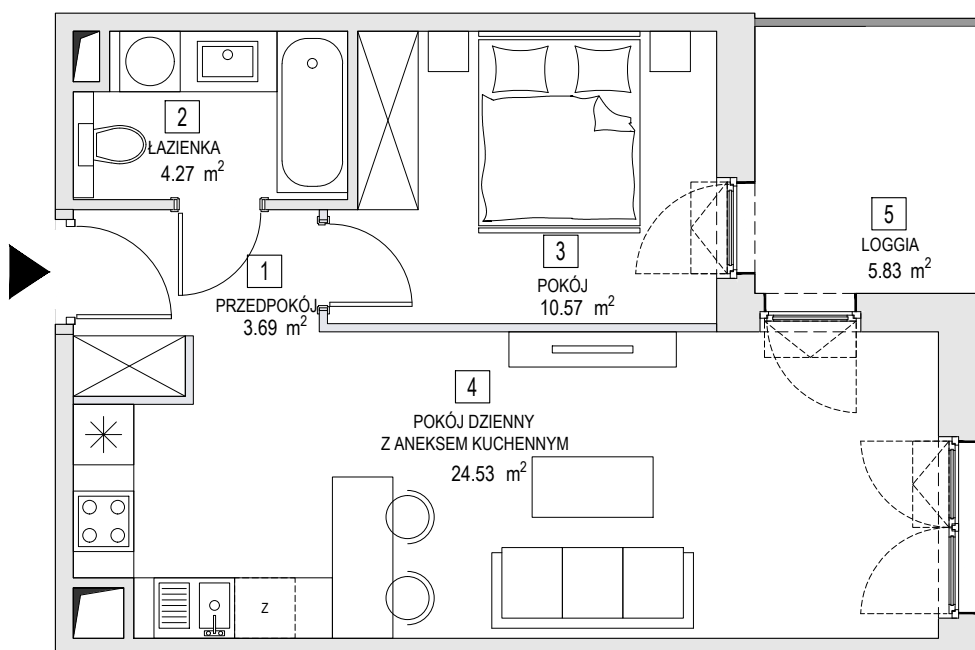 2
ŁAZIENKA
4.27 m²
1
PRZEDPOKÓJ
3.69 m²
3
POKÓJ
10.57 m²
5
LOGGIA
5.83 m²
4
POKÓJ DZIENNY
Z ANEKSEM KUCHENNYM
24.53 m²
Z